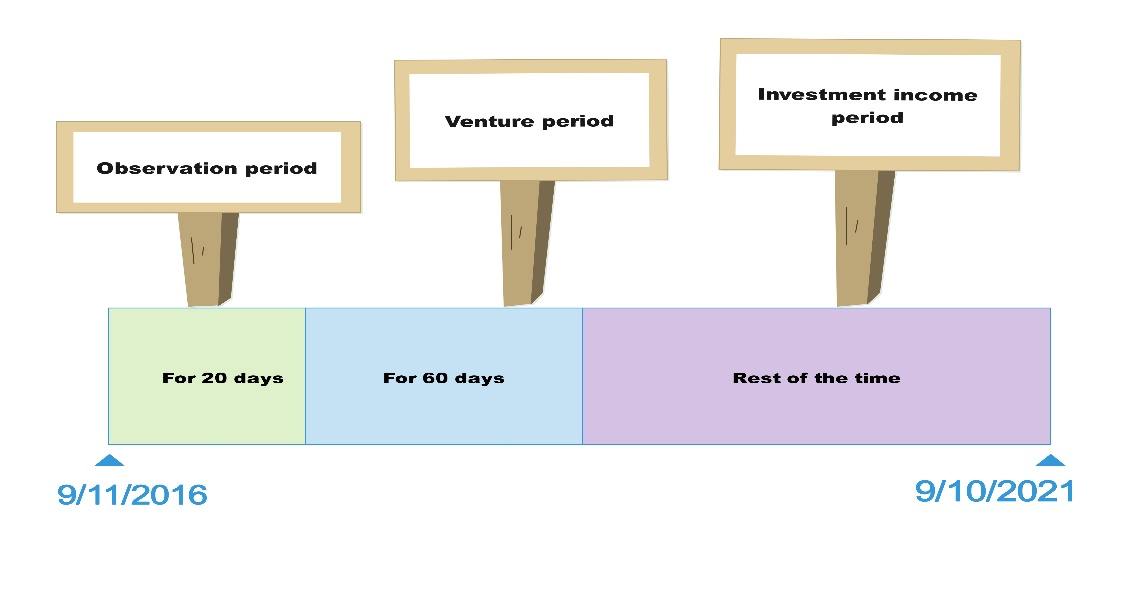 Observation period
Venture period
Investment income
period
For 20 days
For 60 days
Rest of the time
9/11/2016
9/10/2021